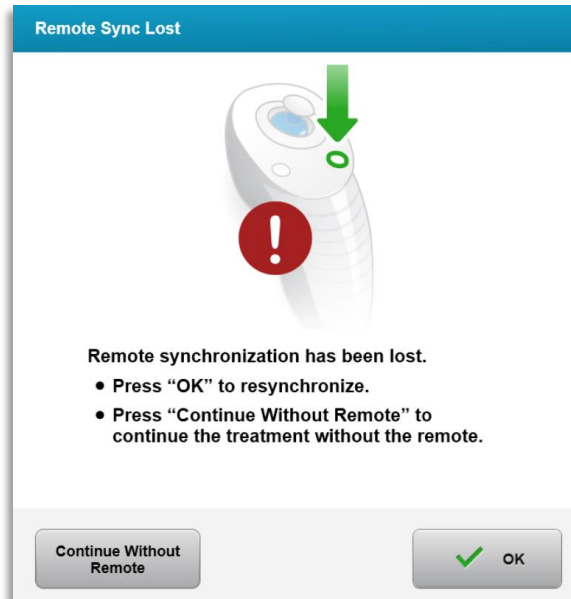 Remote Sync Lost
Remote synchronization has been lost.
• Press “OK” to resynchronize.
• Press “Continue Without Remote” to
continue the treatment without the remote.
Continue Without
Remote
OK